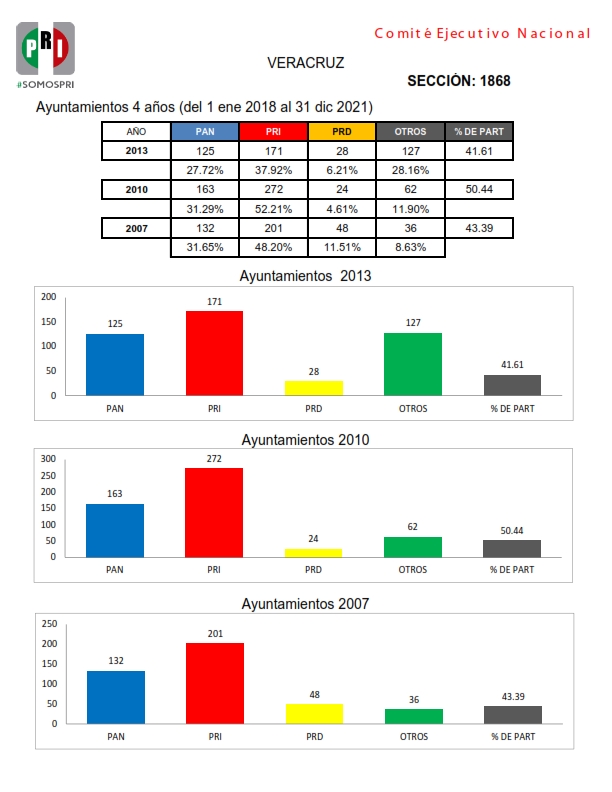 Comité Ejecutivo Nacional
PRI
#SOMOSPRI
VERACRUZ
SECCIÓN: 1868
Ayuntamientos 4 años (del 1 ene 2018 al 31 dic 2021)
AÑO PAN PRI PRD OTROS % DE PART
2013 125 171 28 127 41.61
27.72% 37.92% 6.21% 28.16%
2010 163 272 24 62 50.44
31.29% 52.21% 4.61% 11.90%
2007 132 201 48 36 43.39
31.65% 48.20% 11.51% 8.63%
Ayuntamientos 2013
200
150
100
50
0
125 171 28 127 41.61
PAN PRI PRD OTROS % DE PART
Ayuntamientos 2010
300
250
200
150
100
50
0
163 272 24 62 50.44
PAN PRI PRD OTROS % DE PART
Ayuntamientos 2007
250
200
150
100
50
0
132 201 48 36 43.39
PAN PRI PRD OTROS % DE PART